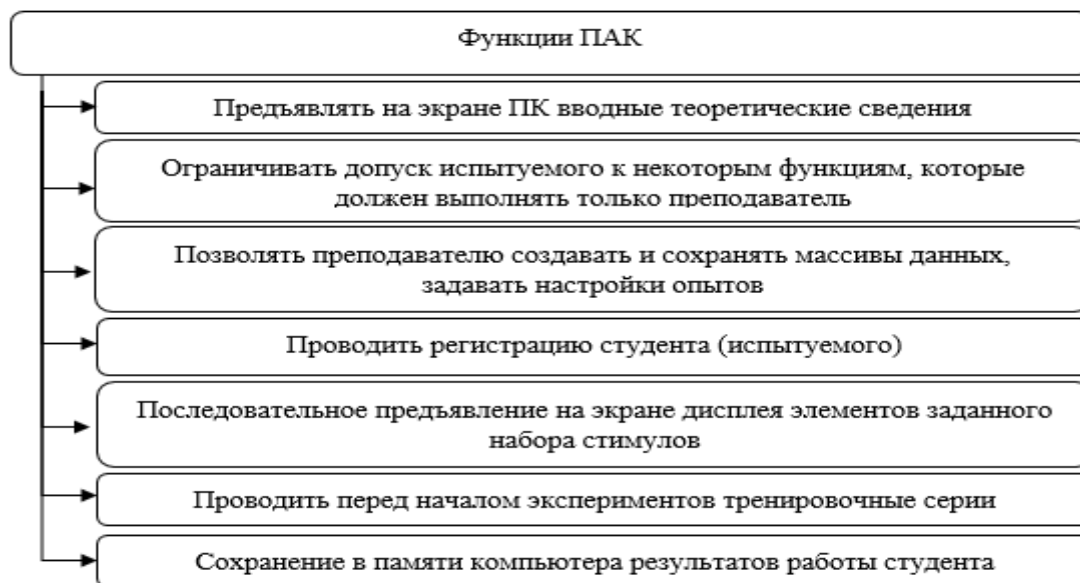 Функции ПАК
Предъявлять на экране ПК вводные теоретические сведения
Ограничивать допуск испытуемого к некоторым функциям, которые
должен выполнять только преподаватель
Позволять преподавателю создавать и сохранять массивы данных,
задавать настройки опытов
Проводить регистрацию студента (испытуемого)
Последовательное предъявление на экране дисплея элементов заданного
набора стимулов
Проводить перед началом экспериментов тренировочные серии
Сохранение в памяти компьютера результатов работы студента